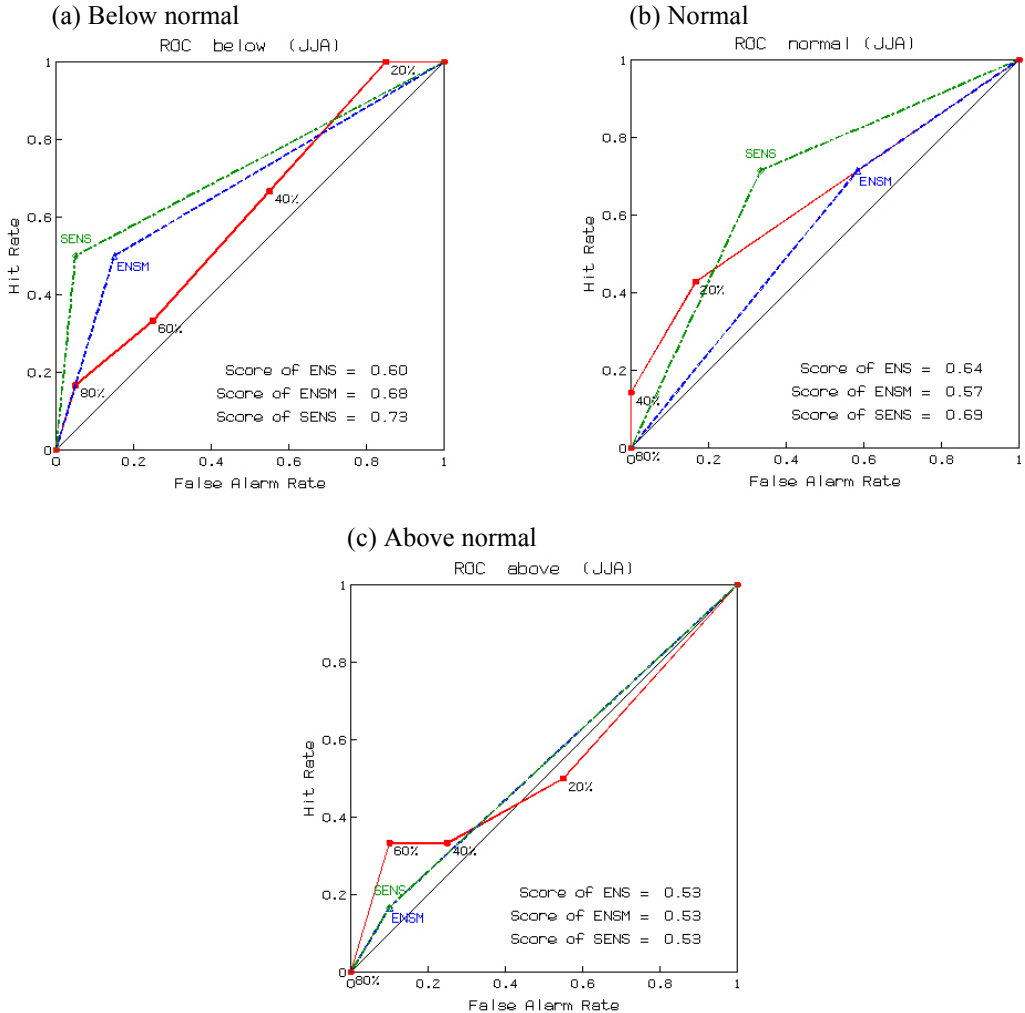 (a) Below normal
ROC below (JJA)
1
0.8
0.6
0.4
0.2
0
Hit Rate
20%
40%
60%
80%
SENS
ENSM
Score of ENS = 0.60
Score of ENSM = 0.68
Score of SENS = 0.73
0 0.2 0.4 0.6 0.8 1
False Alarm Rate
(b) Normal
ROC normal (JJA)
1
0.8
0.6
0.4
0.2
0
Hit Rate
SENS
ENSM
20%
40%
60%
Score of ENS = 0.64
Score of ENSM = 0.57
Score of SENS = 0.69
0 0.2 0.4 0.6 0.8 1
False Alarm Rate
(c) Above normal
ROC above (JJA)
1
0.8
0.6
0.4
0.2
0
Hit Rate
20%
60%
40%
SENS
ENSM
80%
Score of ENS = 0.53
Score of ENSM = 0.53
Score of SENS = 0.53
0 0.2 0.4 0.6 0.8 1
False Alarm Rate